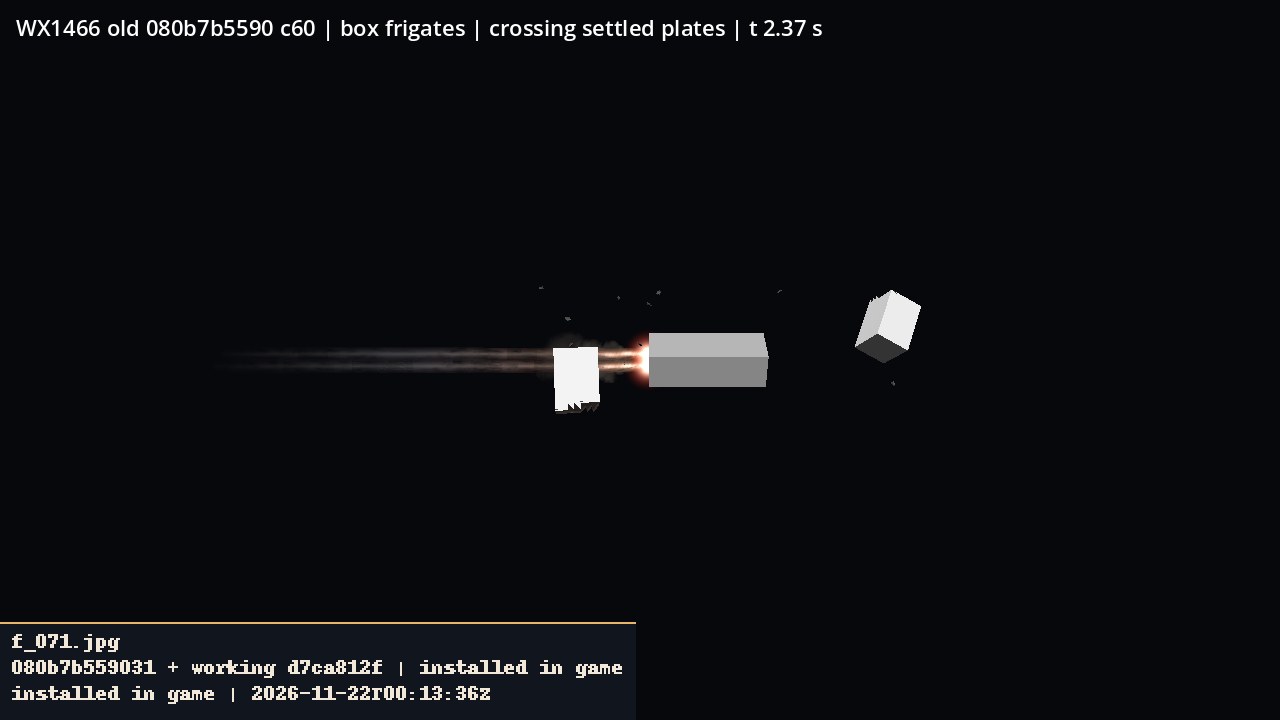 WX1466 old 080b7b5590 c60 | box frigates | crossing settled plates | t 2.37 s
f_071.jpg
080b7b559031 + working d7ca812f | installed in game
installed in game | 2026-11-22T00:13:36Z